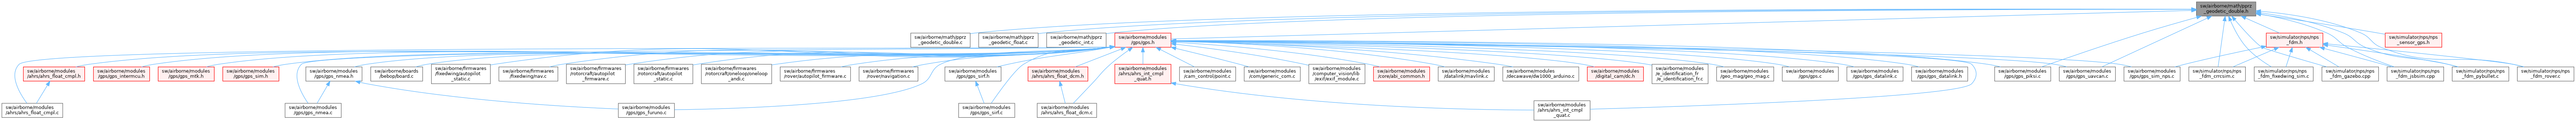 sw/airborne/math/pprz
_geodetic_double.h
sw/airborne/math/pprz
_geodetic_double.c
sw/airborne/math/pprz
_geodetic_float.c
sw/airborne/math/pprz
_geodetic_int.c
sw/airborne/modules
/gps/gps.h
sw/simulator/nps/nps
_fdm.h
sw/simulator/nps/nps
_sensor_gps.h
sw/airborne/modules
/ahrs/ahrs_float_cmpl.h
sw/airborne/modules
/gps/gps_intermcu.h
sw/airborne/modules
/gps/gps_mtk.h
sw/airborne/modules
/gps/gps_sim.h
sw/airborne/modules
/gps/gps_nmea.h
sw/airborne/boards
/bebop/board.c
sw/airborne/firmwares
/fixedwing/autopilot
_static.c
sw/airborne/firmwares
/fixedwing/nav.c
sw/airborne/firmwares
/rotorcraft/autopilot
_firmware.c
sw/airborne/firmwares
/rotorcraft/autopilot
_static.c
sw/airborne/firmwares
/rotorcraft/oneloop/oneloop
_andi.c
sw/airborne/firmwares
/rover/autopilot_firmware.c
sw/airborne/firmwares
/rover/navigation.c
sw/airborne/modules
/gps/gps_sirf.h
sw/airborne/modules
/ahrs/ahrs_float_dcm.h
sw/airborne/modules
/ahrs/ahrs_int_cmpl
_quat.h
sw/airborne/modules
/cam_control/point.c
sw/airborne/modules
/com/generic_com.c
sw/airborne/modules
/computer_vision/lib
/exif/exif_module.c
sw/airborne/modules
/core/abi_common.h
sw/airborne/modules
/datalink/mavlink.c
sw/airborne/modules
/decawave/dw1000_arduino.c
sw/airborne/modules
/digital_cam/dc.h
sw/airborne/modules
/e_identification_fr
/e_identification_fr.c
sw/airborne/modules
/geo_mag/geo_mag.c
sw/airborne/modules
/gps/gps.c
sw/airborne/modules
/gps/gps_datalink.c
sw/airborne/modules
/gps/gps_datalink.h
sw/airborne/modules
/gps/gps_piksi.c
sw/airborne/modules
/gps/gps_uavcan.c
sw/airborne/modules
/gps/gps_sim_nps.c
sw/simulator/nps/nps
_fdm_crrcsim.c
sw/simulator/nps/nps
_fdm_fixedwing_sim.c
sw/simulator/nps/nps
_fdm_gazebo.cpp
sw/simulator/nps/nps
_fdm_jsbsim.cpp
sw/simulator/nps/nps
_fdm_pybullet.c
sw/simulator/nps/nps
_fdm_rover.c
sw/airborne/modules
/ahrs/ahrs_float_cmpl.c
sw/airborne/modules
/gps/gps_nmea.c
sw/airborne/modules
/gps/gps_furuno.c
sw/airborne/modules
/gps/gps_sirf.c
sw/airborne/modules
/ahrs/ahrs_float_dcm.c
sw/airborne/modules
/ahrs/ahrs_int_cmpl
_quat.c